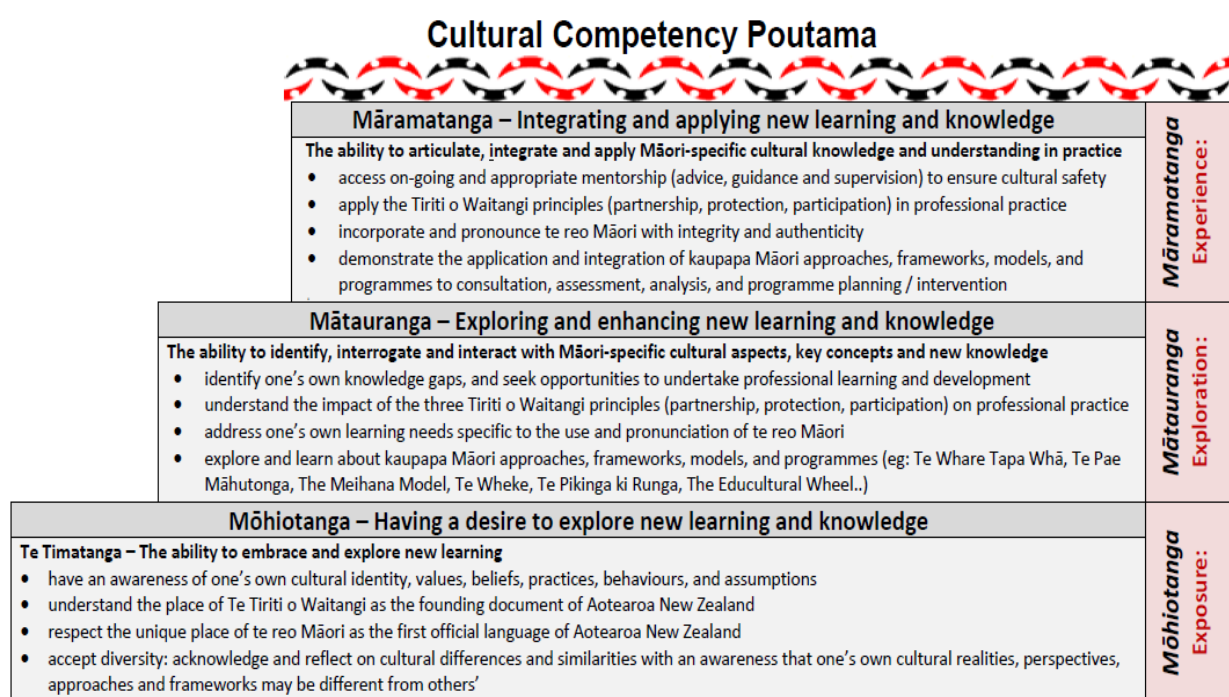 Cultural Competency Poutama
Māramatanga – Integrating and applying new learning and knowledge
The ability to articulate, integrate and apply Māori-specific cultural knowledge and understanding in practice
• access on-going and appropriate mentorship (advice, guidance and supervision) to ensure cultural safety
• apply the Tiriti o Waitangi principles (partnership, protection, participation) in professional practice
• incorporate and pronounce te reo Māori with integrity and authenticity
• demonstrate the application and integration of kaupapa Māori approaches, frameworks, models, and
programmes to consultation, assessment, analysis, and programme planning / intervention
Māramatanga
Experience:
Mātauranga – Exploring and enhancing new learning and knowledge
The ability to identify, interrogate and interact with Māori-specific cultural aspects, key concepts and new knowledge
• identify one's own knowledge gaps, and seek opportunities to undertake professional learning and development
• understand the impact of the three Tiriti o Waitangi principles (partnership, protection, participation) on professional practice
• address one's own learning needs specific to the use and pronunciation of te reo Māori
• explore and learn about kaupapa Māori approaches, frameworks, models, and programmes (eg: Te Whare Tapa Whā, Te Pae
Māhutonga, The Meihana Model, Te Wheke, Te Pikinga ki Runga, The Educultural Wheel..)
Mātauranga
Exploration:
Mōhiotanga – Having a desire to explore new learning and knowledge
Te Timatanga – The ability to embrace and explore new learning
• have an awareness of one's own cultural identity, values, beliefs, practices, behaviours, and assumptions
• understand the place of Te Tiriti o Waitangi as the founding document of Aotearoa New Zealand
• respect the unique place of te reo Māori as the first official language of Aotearoa New Zealand
• accept diversity: acknowledge and reflect on cultural differences and similarities with an awareness that one's own cultural realities, perspectives,
approaches and frameworks may be different from others'
Mōhiotanga
Exposure: